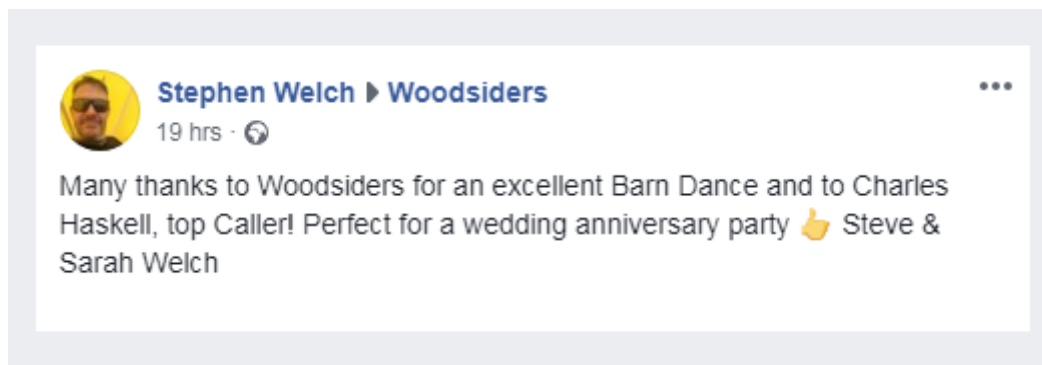 Stephen Welch ▶ Woodsiders
19 hrs ·
Many thanks to Woodsiders for an excellent Barn Dance and to Charles
Haskell, top Caller! Perfect for a wedding anniversary party 👍 Steve &
Sarah Welch